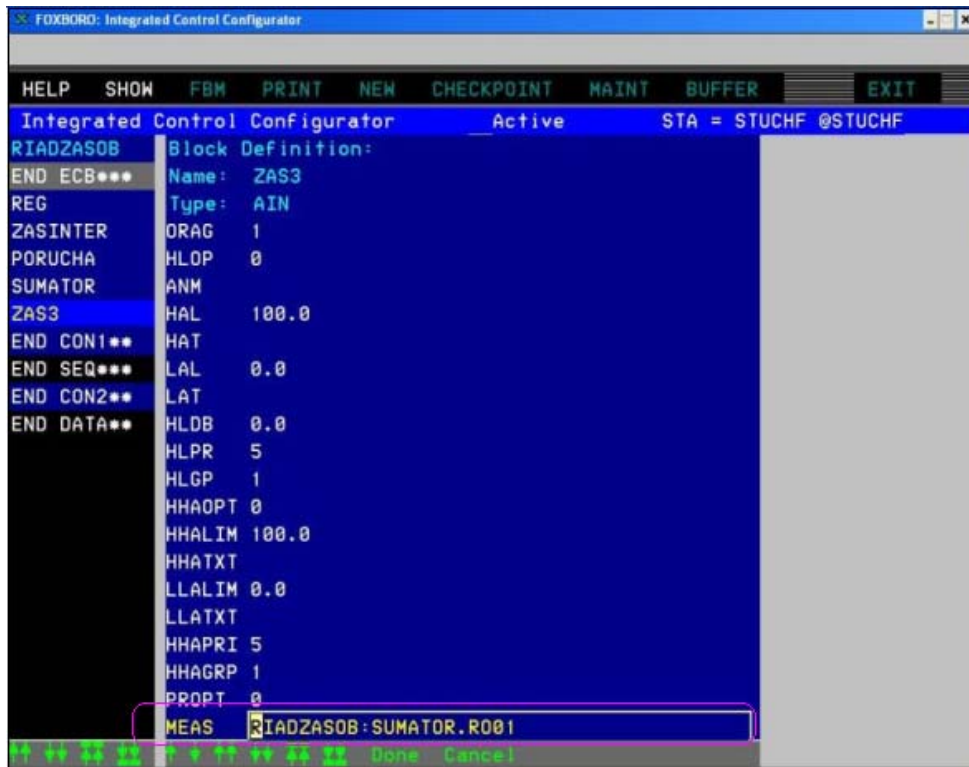 FOXBORO: Integrated Control Configurator
HELP SHOW FBM PRINT NEW CHECKPOINT MAINT BUFFER EXIT
Integrated Control Configurator __Active STA = STUCHF @STUCHF
RIADZASOB Block Definition:
END ECB*** Name: ZAS3
REG Type: AIN
ZASINTER ORAG 1
PORUCHA HLOP 0
SUMATOR ANM
ZAS3 HAL 100.0
END CON1** HAT
END SEQ*** LAL 0.0
END CON2** LAT
END DATA** HLDB 0.0
HLPR 5
HLGP 1
HHAOPT 0
HHALIM 100.0
HHATXT
LLALIM 0.0
LLATXT
HHAPRI 5
HHAGRP 1
PROPT 0
MEAS RIADZASOB:SUMATOR.RO01
Done Cancel